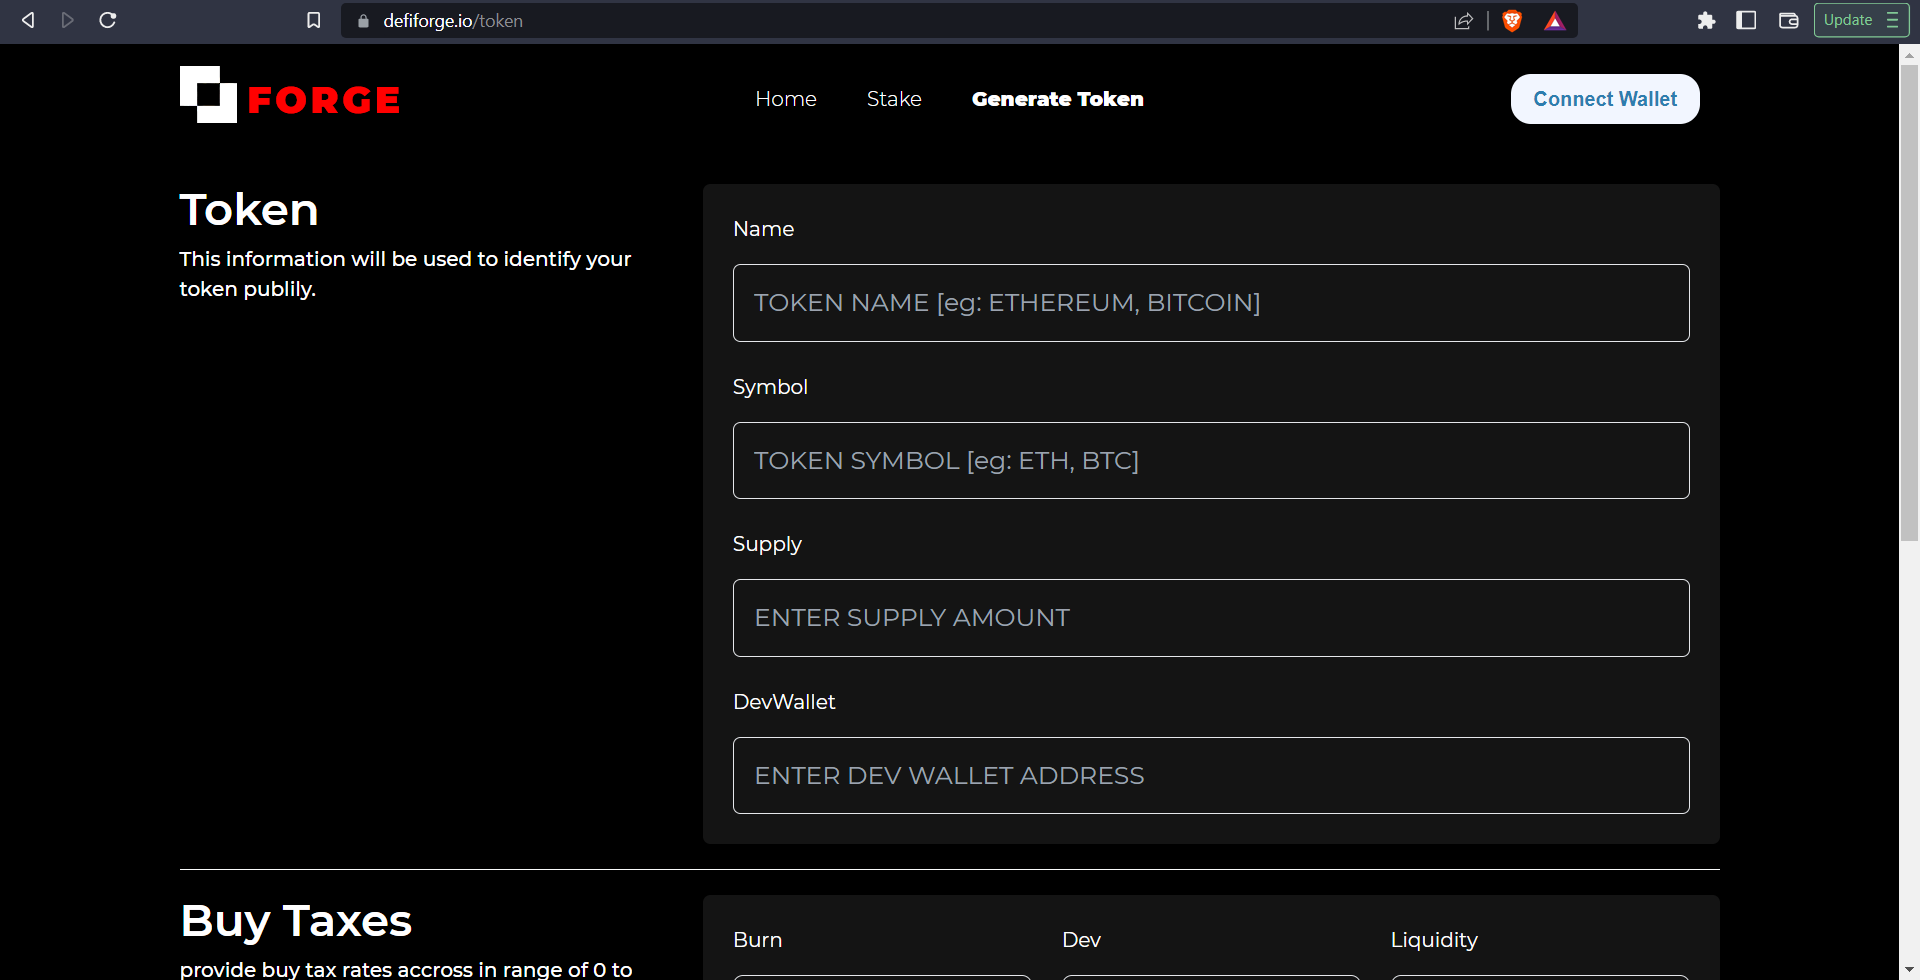 defiforge.io/token
Update
FORGE
Home
Stake
Generate Token
Connect Wallet
Token
This information will be used to identify your
token publily.
Name
TOKEN NAME [eg: ETHEREUM, BITCOIN]
Symbol
TOKEN SYMBOL [eg: ETH, BTC]
Supply
ENTER SUPPLY AMOUNT
DevWallet
ENTER DEV WALLET ADDRESS
Buy Taxes
provide buy tax rates accross in range of 0 to
Burn
Dev
Liquidity